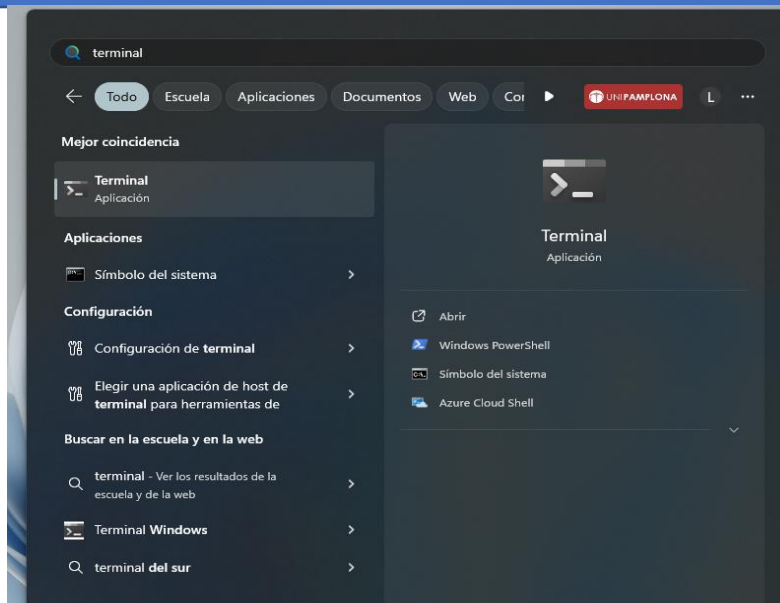 terminal
Todo Escuela Aplicaciones Documentos Web Cor UNIPAMPLONA L
Mejor coincidencia
Terminal
Aplicación
Aplicaciones
Símbolo del sistema
Configuración
Configuración de terminal
Elegir una aplicación de host de
terminal para herramientas de
Buscar en la escuela y en la web
terminal - Ver los resultados de la
escuela y de la web
Terminal Windows
terminal del sur
Terminal
Aplicación
Abrir
Windows PowerShell
Símbolo del sistema
Azure Cloud Shell